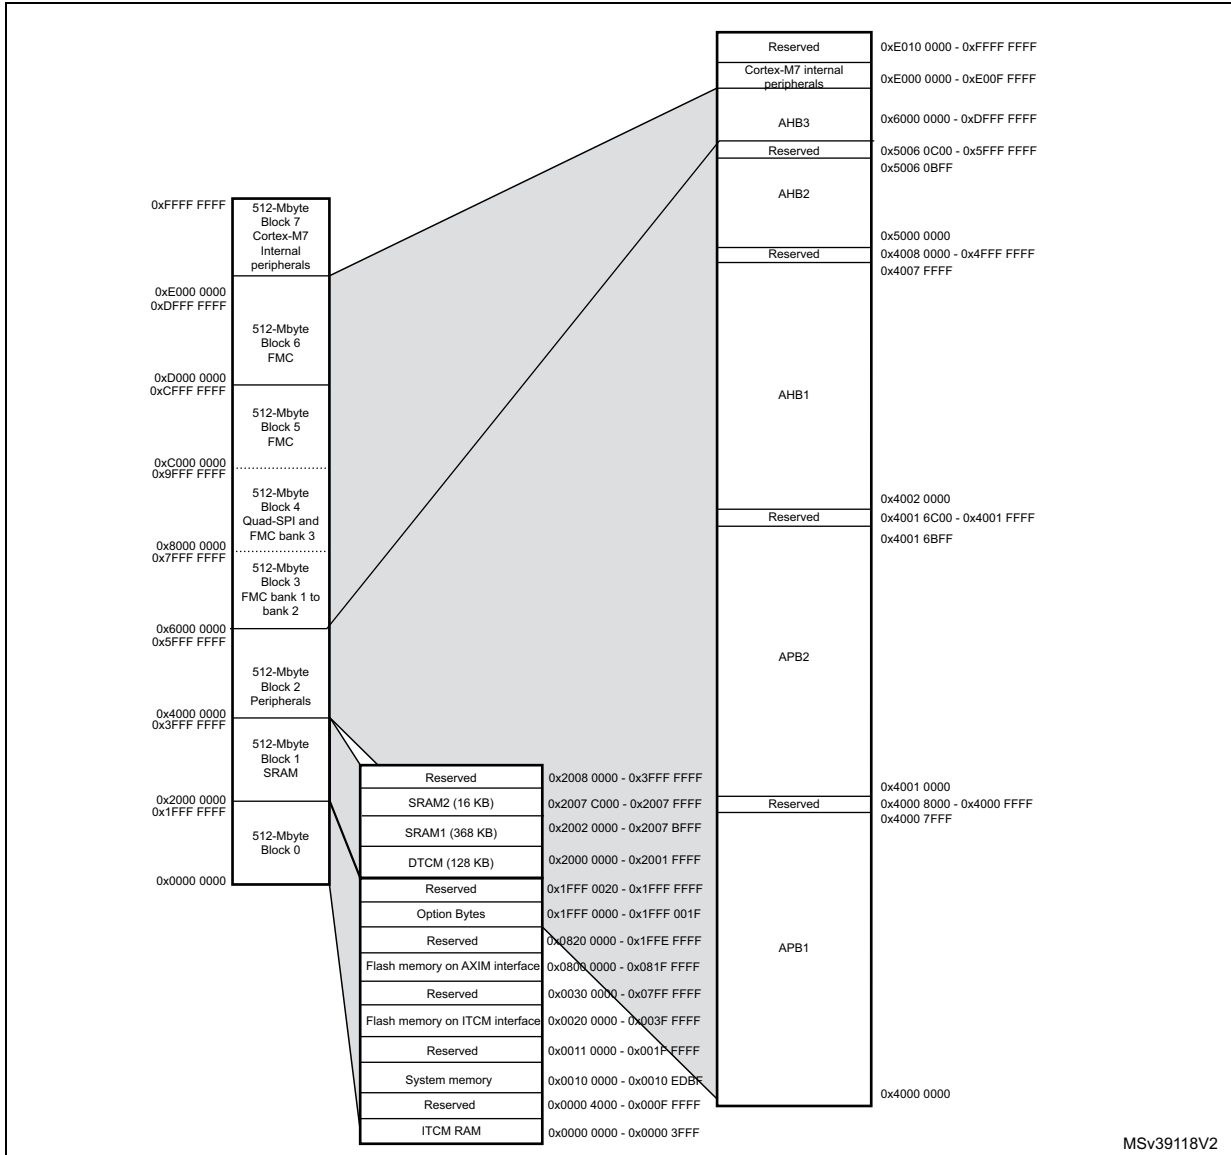 0xFFFF FFFF
512-Mbyte
Block 7
Cortex-M7
Internal
peripherals
0xE000 0000
0xDFFF FFFF
512-Mbyte
Block 6
FMC
0xD000 0000
0xCFFF FFFF
512-Mbyte
Block 5
FMC
0xC000 0000
0x9FFF FFFF
512-Mbyte
Block 4
Quad-SPI and
FMC bank 3
0x8000 0000
0x7FFF FFFF
512-Mbyte
Block 3
FMC bank 1 to
bank 2
0x6000 0000
0x5FFF FFFF
512-Mbyte
Block 2
Peripherals
0x4000 0000
0x3FFF FFFF
512-Mbyte
Block 1
SRAM
0x2000 0000
0x1FFF FFFF
512-Mbyte
Block 0
0x0000 0000
Reserved 0x2008 0000 - 0x3FFF FFFF
SRAM2 (16 KB) 0x2007 C000 - 0x2007 FFFF
SRAM1 (368 KB) 0x2002 0000 - 0x2007 BFFF
DTCM (128 KB) 0x2000 0000 - 0x2001 FFFF
Reserved 0x1FFF 0020 - 0x1FFF FFFF
Option Bytes 0x1FFF 0000 - 0x1FFF 001F
Reserved 0x0820 0000 - 0x1FFE FFFF
Flash memory on AXIM interface 0x0800 0000 - 0x081F FFFF
Reserved 0x0030 0000 - 0x07FF FFFF
Flash memory on ITCM interface 0x0020 0000 - 0x003F FFFF
Reserved 0x0011 0000 - 0x001F FFFF
System memory 0x0010 0000 - 0x0010 EDBF
Reserved 0x0000 4000 - 0x000F FFFF
ITCM RAM 0x0000 0000 - 0x0000 3FFF
Reserved 0xE010 0000 - 0xFFFF FFFF
Cortex-M7 internal
peripherals 0xE000 0000 - 0xE00F FFFF
AHB3 0x6000 0000 - 0xDFFF FFFF
Reserved 0x5006 0C00 - 0x5FFF FFFF
0x5006 0BFF
AHB2
0x5000 0000
Reserved 0x4008 0000 - 0x4FFF FFFF
0x4007 FFFF
AHB1
0x4002 0000
Reserved 0x4001 6C00 - 0x4001 FFFF
0x4001 6BFF
APB2
0x4001 0000
Reserved 0x4000 8000 - 0x4000 FFFF
0x4000 7FFF
APB1
0x4000 0000
MSv39118V2